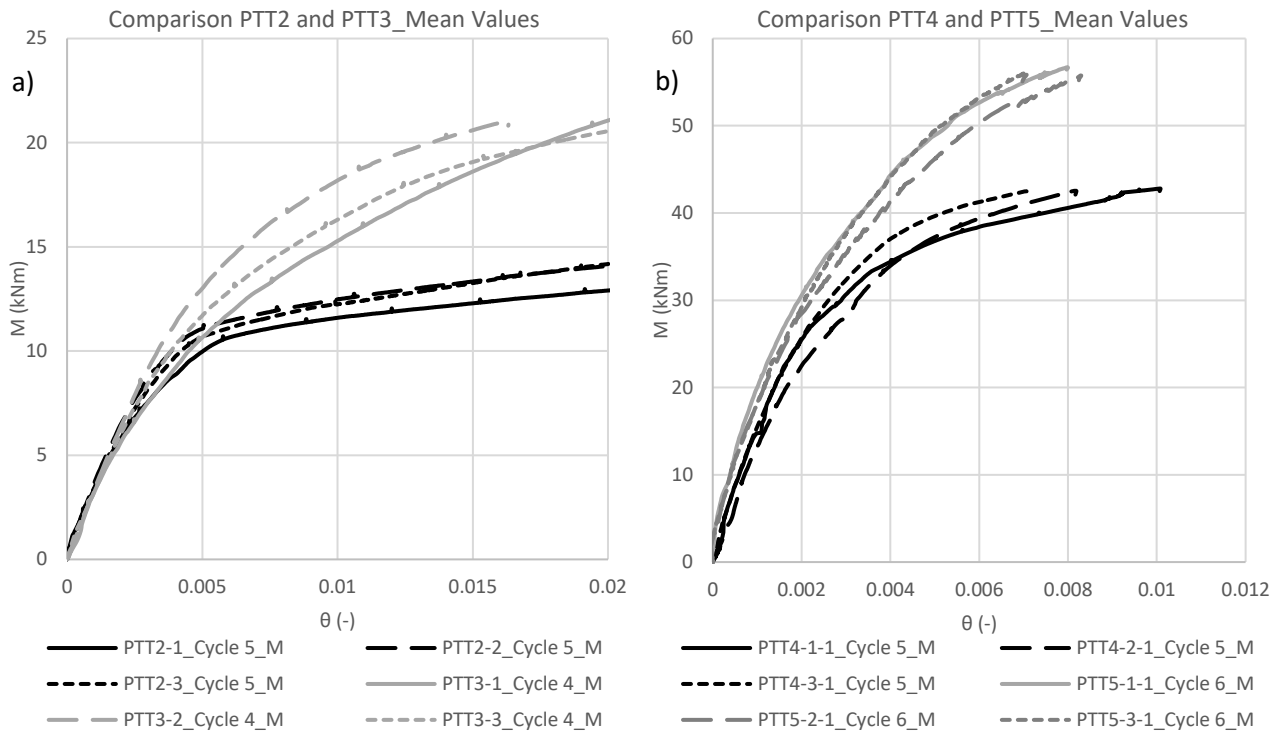 Comparison PTT2 and PTT3_Mean Values
a)
M (kNm)
25
20
15
10
5
0
0 0.005 0.01 0.015 0.02
θ (-)
PTT2-1_Cycle 5_M PTT2-2_Cycle 5_M
PTT2-3_Cycle 5_M PTT3-1_Cycle 4_M
PTT3-2_Cycle 4_M PTT3-3_Cycle 4_M
Comparison PTT4 and PTT5_Mean Values
b)
M (kNm)
60
50
40
30
20
10
0
0 0.002 0.004 0.006 0.008 0.01 0.012
θ (-)
PTT4-1-1_Cycle 5_M PTT4-2-1_Cycle 5_M
PTT4-3-1_Cycle 5_M PTT5-1-1_Cycle 6_M
PTT5-2-1_Cycle 6_M PTT5-3-1_Cycle 6_M